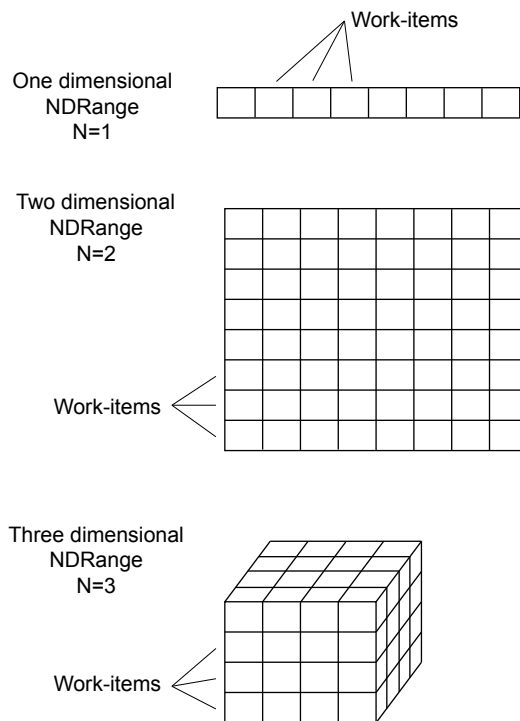 Work-items
One dimensional
NDRange
N=1
Two dimensional
NDRange
N=2
Work-items
Three dimensional
NDRange
N=3
Work-items